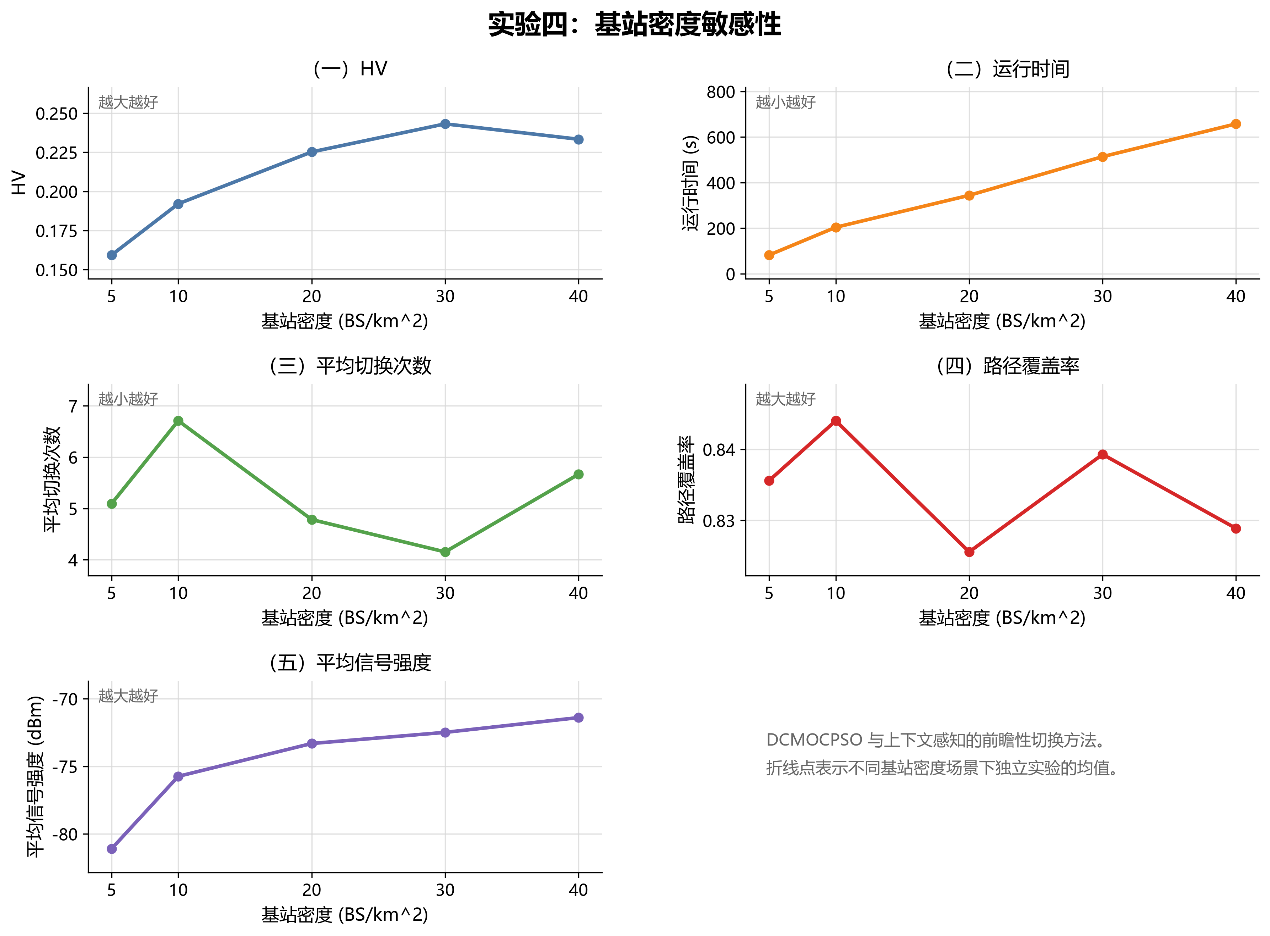 实验四：基站密度敏感性
（一）HV
越大越好
HV
0.250
0.225
0.200
0.175
0.150
5 10 20 30 40
基站密度 (BS/km^2)
（二）运行时间
越小越好
运行时间 (s)
800
600
400
200
0
5 10 20 30 40
基站密度 (BS/km^2)
（三）平均切换次数
越小越好
平均切换次数
7
6
5
4
5 10 20 30 40
基站密度 (BS/km^2)
（四）路径覆盖率
越大越好
路径覆盖率
0.84
0.83
5 10 20 30 40
基站密度 (BS/km^2)
（五）平均信号强度
越大越好
平均信号强度 (dBm)
-70
-75
-80
5 10 20 30 40
基站密度 (BS/km^2)
DCMOCPSO 与上下文感知的前瞻性切换方法。
折线点表示不同基站密度场景下独立实验的均值。